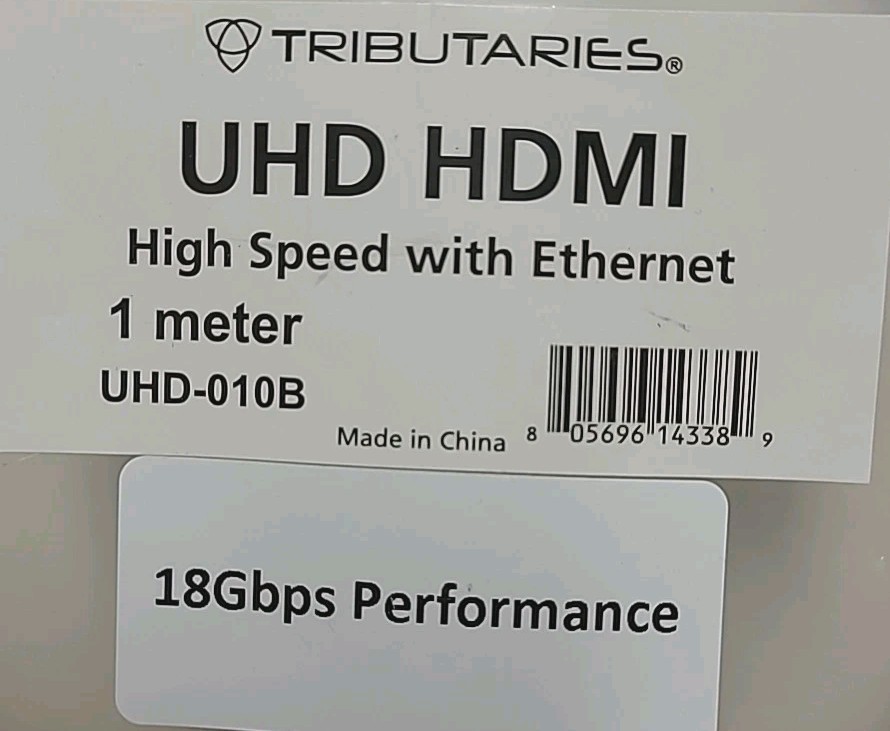 TRIBUTARIES®
UHD HDMI
High Speed with Ethernet
1 meter
UHD-010B
Made in China
8 05696 14338 9
18Gbps Performance